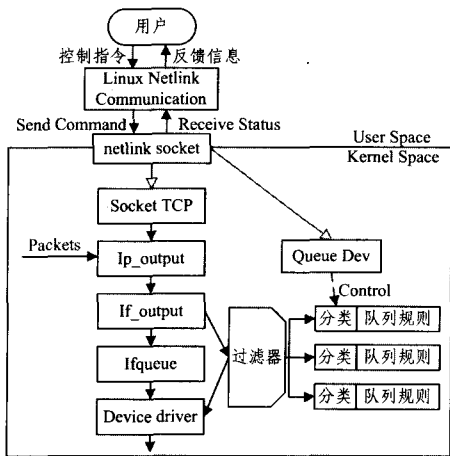 用户
控制指令
反馈信息
Linux Netlink
Communication
Send Command
Receive Status
netlink socket
User Space
Kernel Space
Socket TCP
Packets
Ip_output
Queue Dev
Control
If_output
过滤器
分类 队列规则
Ifqueue
分类 队列规则
Device driver
分类 队列规则